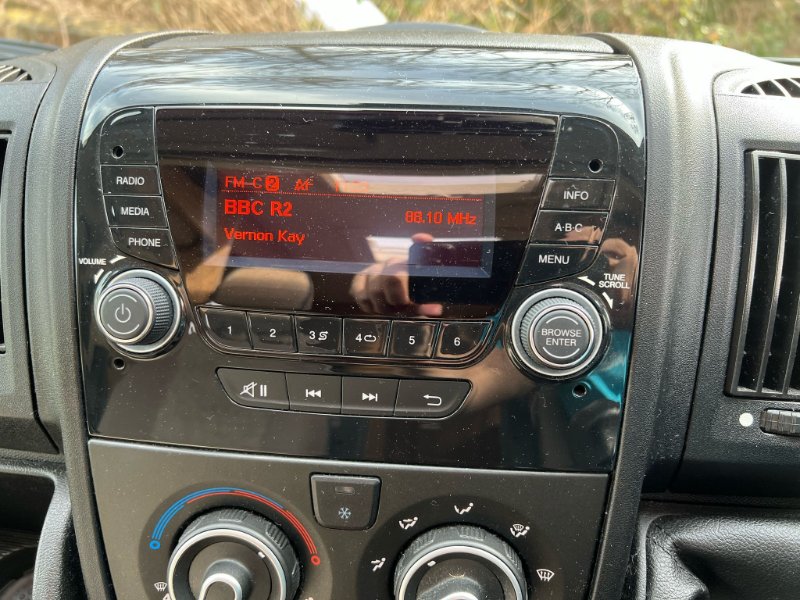 FM-C 2
BBC R2
88.10 MHz
Vernon Kay
RADIO
MEDIA
PHONE
VOLUME
INFO
A·B·C
MENU
TUNE
SCROLL
BROWSE
ENTER
A
1 2 3 4 5 6